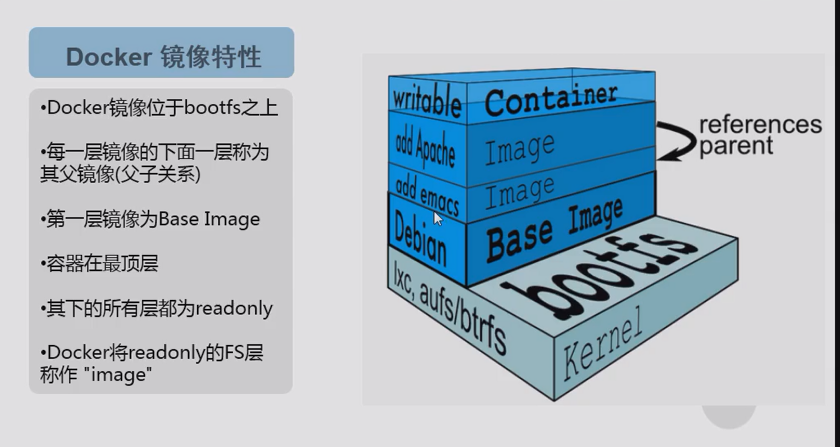 Docker 镜像特性
•Docker镜像位于bootfs之上
•每一层镜像的下面一层称为
其父镜像(父子关系)
•第一层镜像为Base Image
•容器在最顶层
•其下的所有层都为readonly
•Docker将readonly的FS层
称作 "image"
writable Container
add Apache Image
add emacs Image
Debian Base Image
references
parent
lxc, aufs/btrfs
bootfs
Kernel